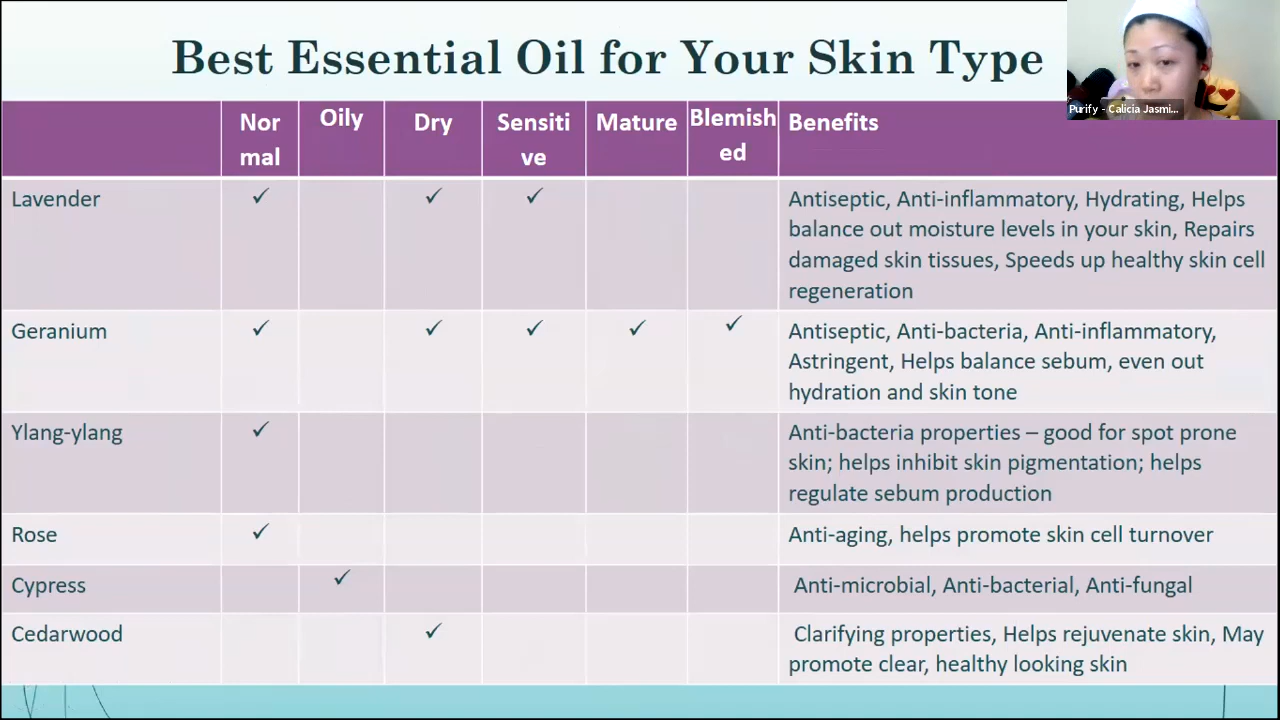 Best Essential Oil for Your Skin Type
Purify - Calicia Jasmi...
Nor
mal
Oily
Dry
Sensiti
ve
Mature
Blemish
ed
Benefits
Lavender ✓ ✓ ✓
Antiseptic, Anti-inflammatory, Hydrating, Helps
balance out moisture levels in your skin, Repairs
damaged skin tissues, Speeds up healthy skin cell
regeneration
Geranium ✓ ✓ ✓ ✓ ✓
Antiseptic, Anti-bacteria, Anti-inflammatory,
Astringent, Helps balance sebum, even out
hydration and skin tone
Ylang-ylang ✓
Anti-bacteria properties – good for spot prone
skin; helps inhibit skin pigmentation; helps
regulate sebum production
Rose ✓
Anti-aging, helps promote skin cell turnover
Cypress ✓
Anti-microbial, Anti-bacterial, Anti-fungal
Cedarwood ✓
Clarifying properties, Helps rejuvenate skin, May
promote clear, healthy looking skin